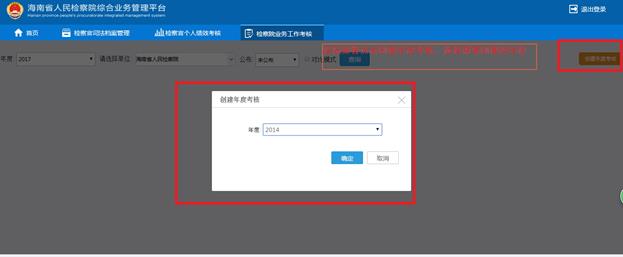 海南省人民检察院综合业务管理平台
Hainan province people's procuratorate integrated management system
退出登录
首页 检察官司法档案管理 检察官个人绩效考核 检察院业务工作考核
年度 2017 请选择单位 海南省人民检察院 公布 未公布 对比模式 查询 创建年度考核
创建年度考核
年度 2014
确定 取消